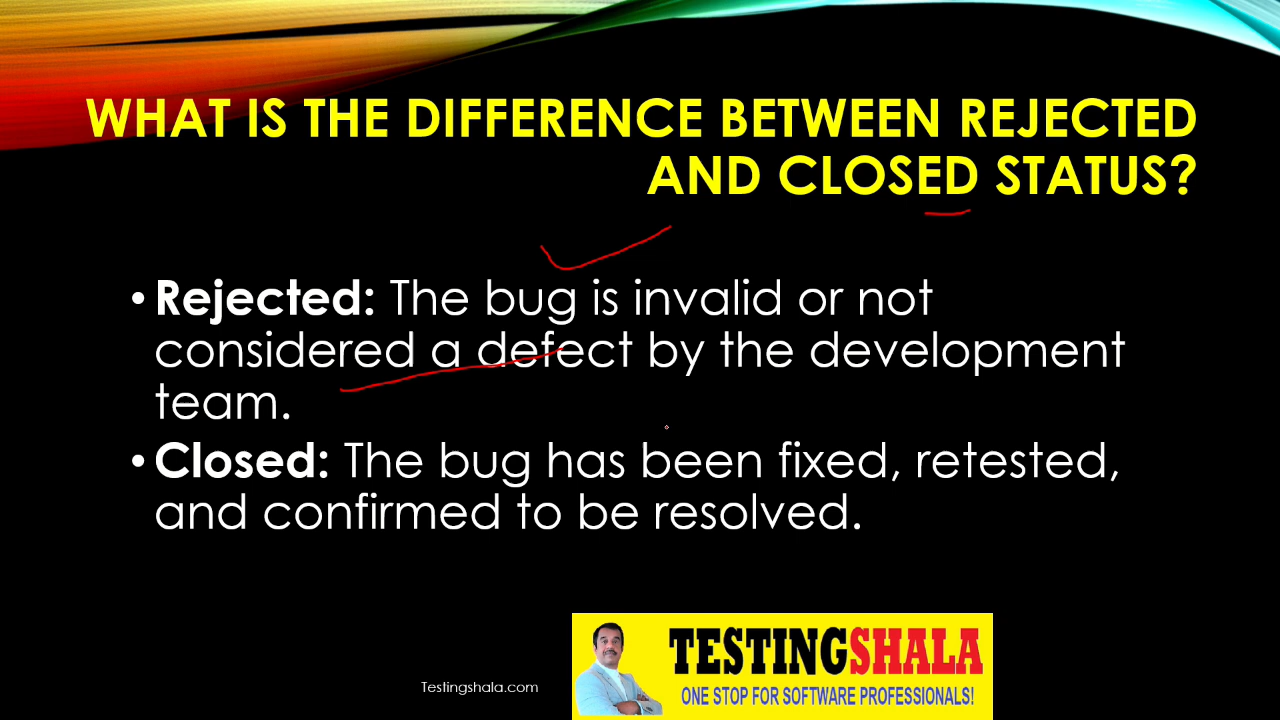 WHAT IS THE DIFFERENCE BETWEEN REJECTED
AND CLOSED STATUS?
• Rejected: The bug is invalid or not
considered a defect by the development
team.
• Closed: The bug has been fixed, retested,
and confirmed to be resolved.
Testingshala.com
TESTINGSHALA
ONE STOP FOR SOFTWARE PROFESSIONALS!